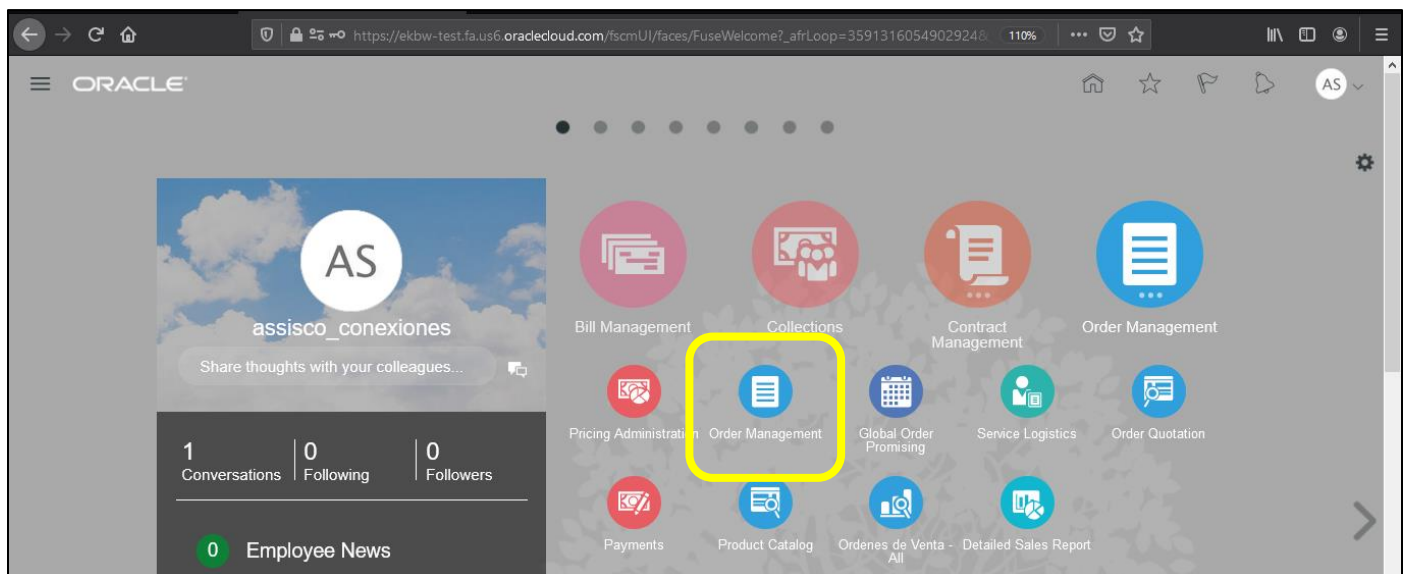 https://ekbw-test.fa.us6.oraclecloud.com/fscmUI/faces/FuseWelcome?_afrLoop=35913160549029248
110%
ORACLE
AS
AS
assisco_conexiones
Share thoughts with your colleagues...
1
Conversations
0
Following
0
Followers
0
Employee News
Bill Management
Collections
Contract
Management
Order Management
Pricing Administration
Order Management
Global Order
Promising
Service Logistics
Order Quotation
Payments
Product Catalog
Ordenes de Venta -
All
Detailed Sales Report